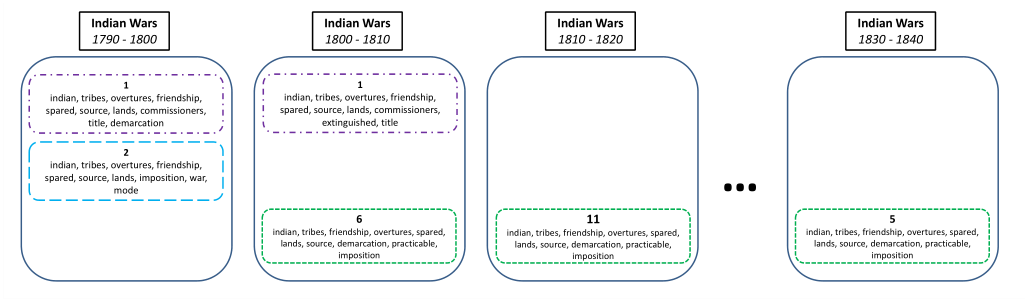 Indian Wars
1790 - 1800
1
indian, tribes, overtures, friendship,
spared, source, lands, commissioners,
title, demarcation
2
indian, tribes, overtures, friendship,
spared, source, lands, imposition, war,
mode
Indian Wars
1800 - 1810
1
indian, tribes, overtures, friendship,
spared, source, lands, commissioners,
extinguished, title
6
indian, tribes, friendship, overtures, spared,
lands, source, demarcation, practicable,
imposition
Indian Wars
1810 - 1820
11
indian, tribes, friendship, overtures, spared,
lands, source, demarcation, practicable,
imposition
...
Indian Wars
1830 - 1840
5
indian, tribes, friendship, overtures, spared,
lands, source, demarcation, practicable,
imposition